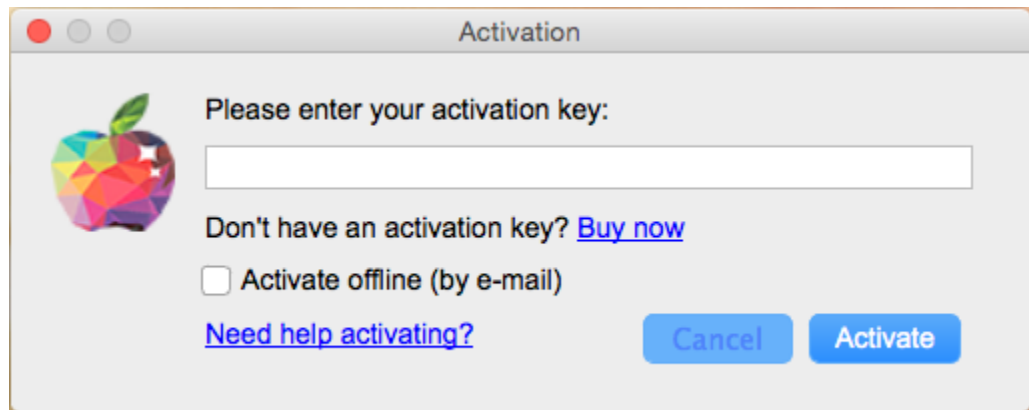 Activation
Please enter your activation key:
Don't have an activation key? Buy now
Activate offline (by e-mail)
Need help activating?
Cancel
Activate